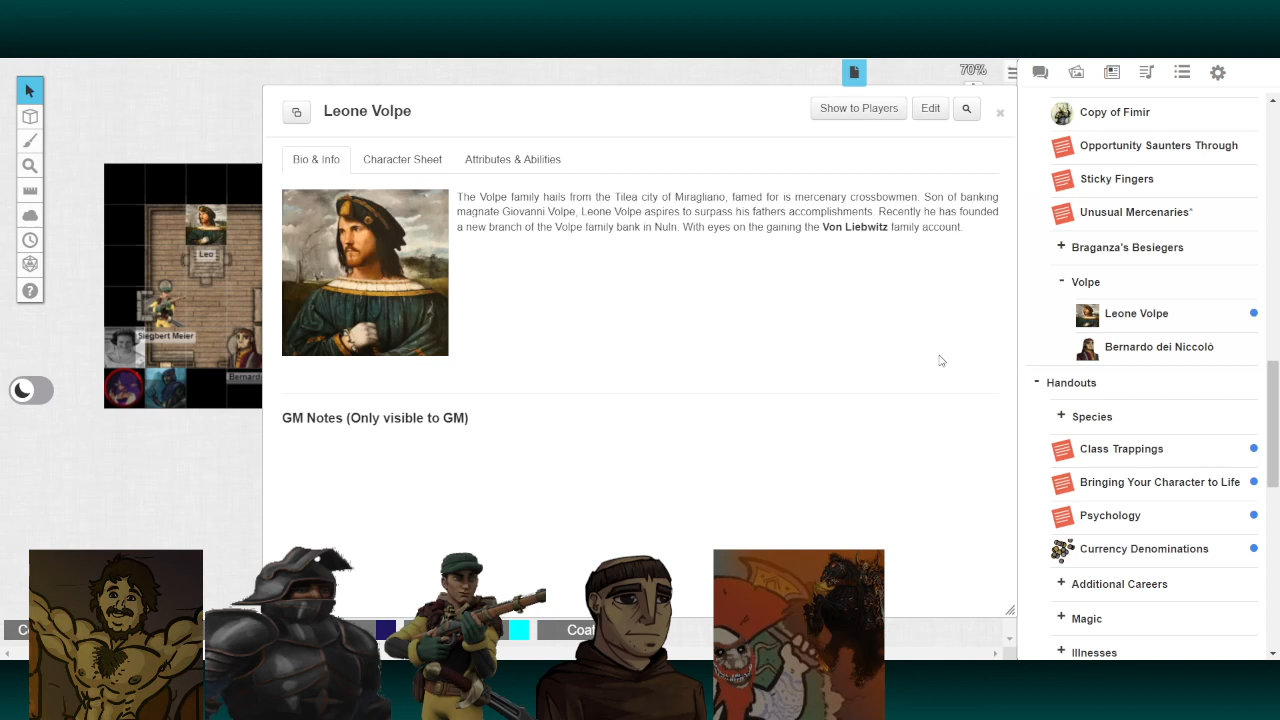 70%
Leone Volpe
Show to Players
Edit
Bio & Info
Character Sheet
Attributes & Abilities
The Volpe family hails from the Tilea city of Miragliano, famed for is mercenary crossbowmen. Son of banking
magnate Giovanni Volpe, Leone Volpe aspires to surpass his fathers accomplishments. Recently he has founded
a new branch of the Volpe family bank in Nuln. With eyes on the gaining the Von Liebwitz family account.
GM Notes (Only visible to GM)
Leo
Siegbert Meier
Copy of Fimir
Opportunity Saunters Through
Sticky Fingers
Unusual Mercenaries*
+ Braganza's Besiegers
- Volpe
Leone Volpe
Bernardo dei Niccolò
- Handouts
+ Species
Class Trappings
Bringing Your Character to Life
Psychology
Currency Denominations
+ Additional Careers
+ Magic
+ Illnesses